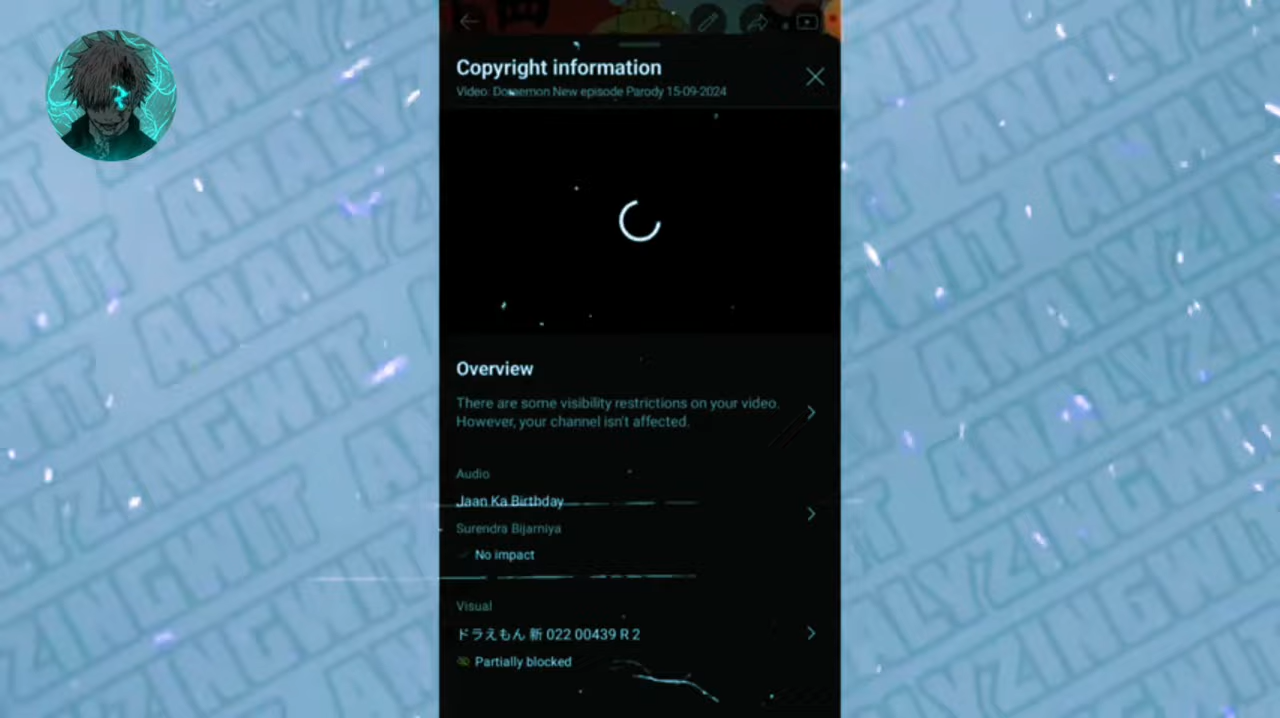 Copyright information
Video: Doraemon New episode Parody 15-09-2024
Overview
There are some visibility restrictions on your video.
However, your channel isn't affected.
Audio
Jaan Ka Birthday
Surendra Bijarniya
No impact
Visual
ドラえもん 新 022 00439 R 2
Partially blocked
ANALYZINGWIT